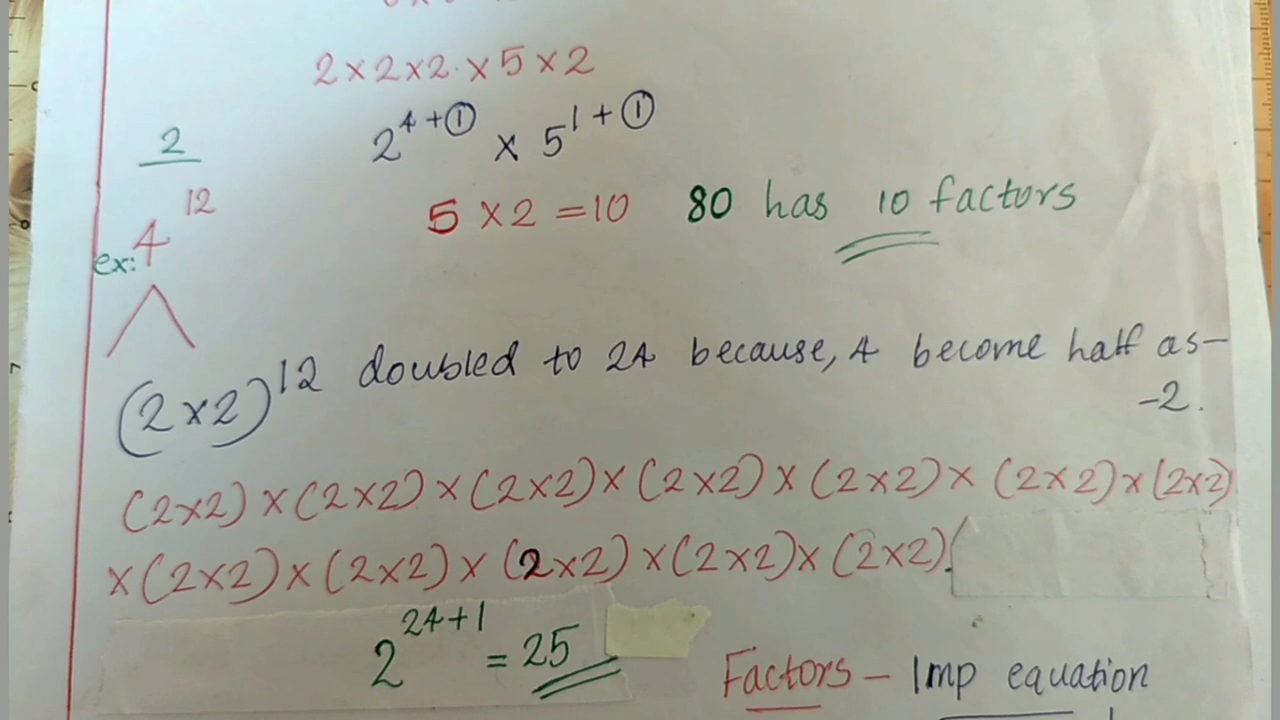 2×2×2×5×2
2^4+① × 5^1+①
2
5×2=10 80 has 10 factors
ex: 4^12
(2×2)^12 doubled to 24 because, 4 become half as-
-2.
(2×2)×(2×2)×(2×2)×(2×2)×(2×2)×(2×2)×(2×2)
×(2×2)×(2×2)×(2×2)×(2×2)×(2×2).(
2^24+1 = 25
Factors – Imp equation